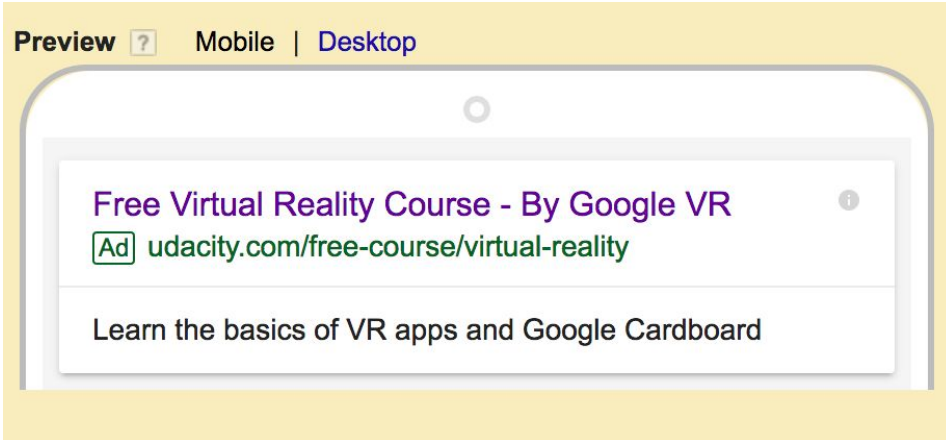 Preview ? Mobile | Desktop
Free Virtual Reality Course - By Google VR
Ad udacity.com/free-course/virtual-reality
Learn the basics of VR apps and Google Cardboard